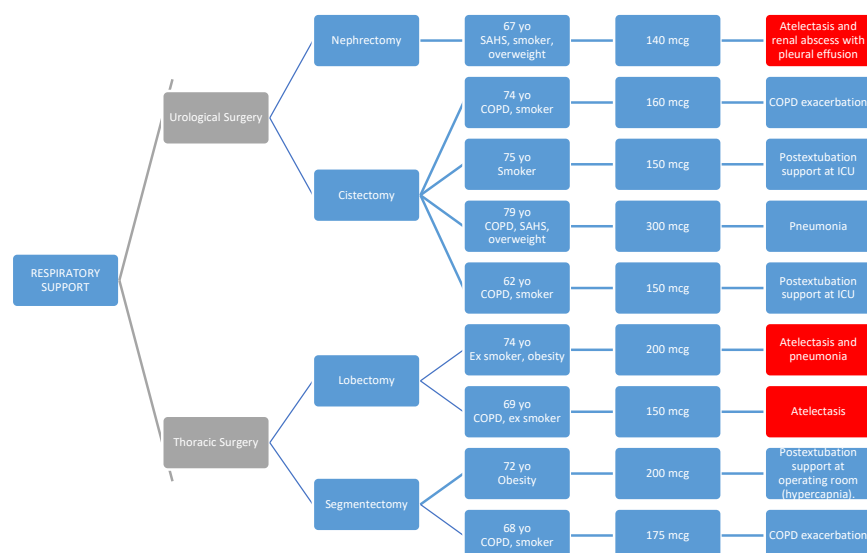 RESPIRATORY
SUPPORT
Urological Surgery
Nephrectomy
67 yo
SAHS, smoker,
overweight
140 mcg
Atelectasis and
renal abscess with
pleural effusion
Cistectomy
74 yo
COPD, smoker
160 mcg
COPD exacerbation
75 yo
Smoker
150 mcg
Postextubation
support at ICU
79 yo
COPD, SAHS,
overweight
300 mcg
Pneumonia
62 yo
COPD, smoker
150 mcg
Postextubation
support at ICU
Thoracic Surgery
Lobectomy
74 yo
Ex smoker, obesity
200 mcg
Atelectasis and
pneumonia
69 yo
COPD, ex smoker
150 mcg
Atelectasis
Segmentectomy
72 yo
Obesity
200 mcg
Postextubation
support at
operating room
(hypercapnia).
68 yo
COPD, smoker
175 mcg
COPD exacerbation